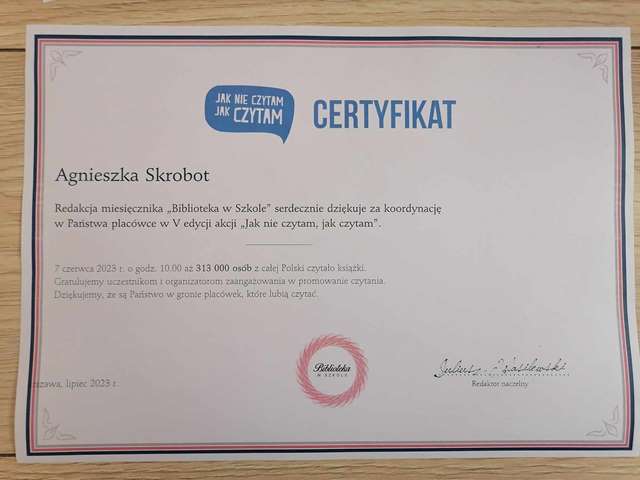 JAK NIE CZYTAM
JAK CZYTAM
CERTYFIKAT
Agnieszka Skrobot
Redakcja miesięcznika „Biblioteka w Szkole” serdecznie dziękuje za koordynację
w Państwa placówce w V edycji akcji „Jak nie czytam, jak czytam”.
7 czerwca 2023 r. o godz. 10.00 aż 313 000 osób z całej Polski czytało książki.
Gratulujemy uczestnikom i organizatorom zaangażowania w promowanie czytania.
Dziękujemy, że są Państwo w gronie placówek, które lubią czytać.
Biblioteka
W SZKOLE
Juliusz Wasilewski
Redaktor naczelny
szawa, lipiec 2023 r.